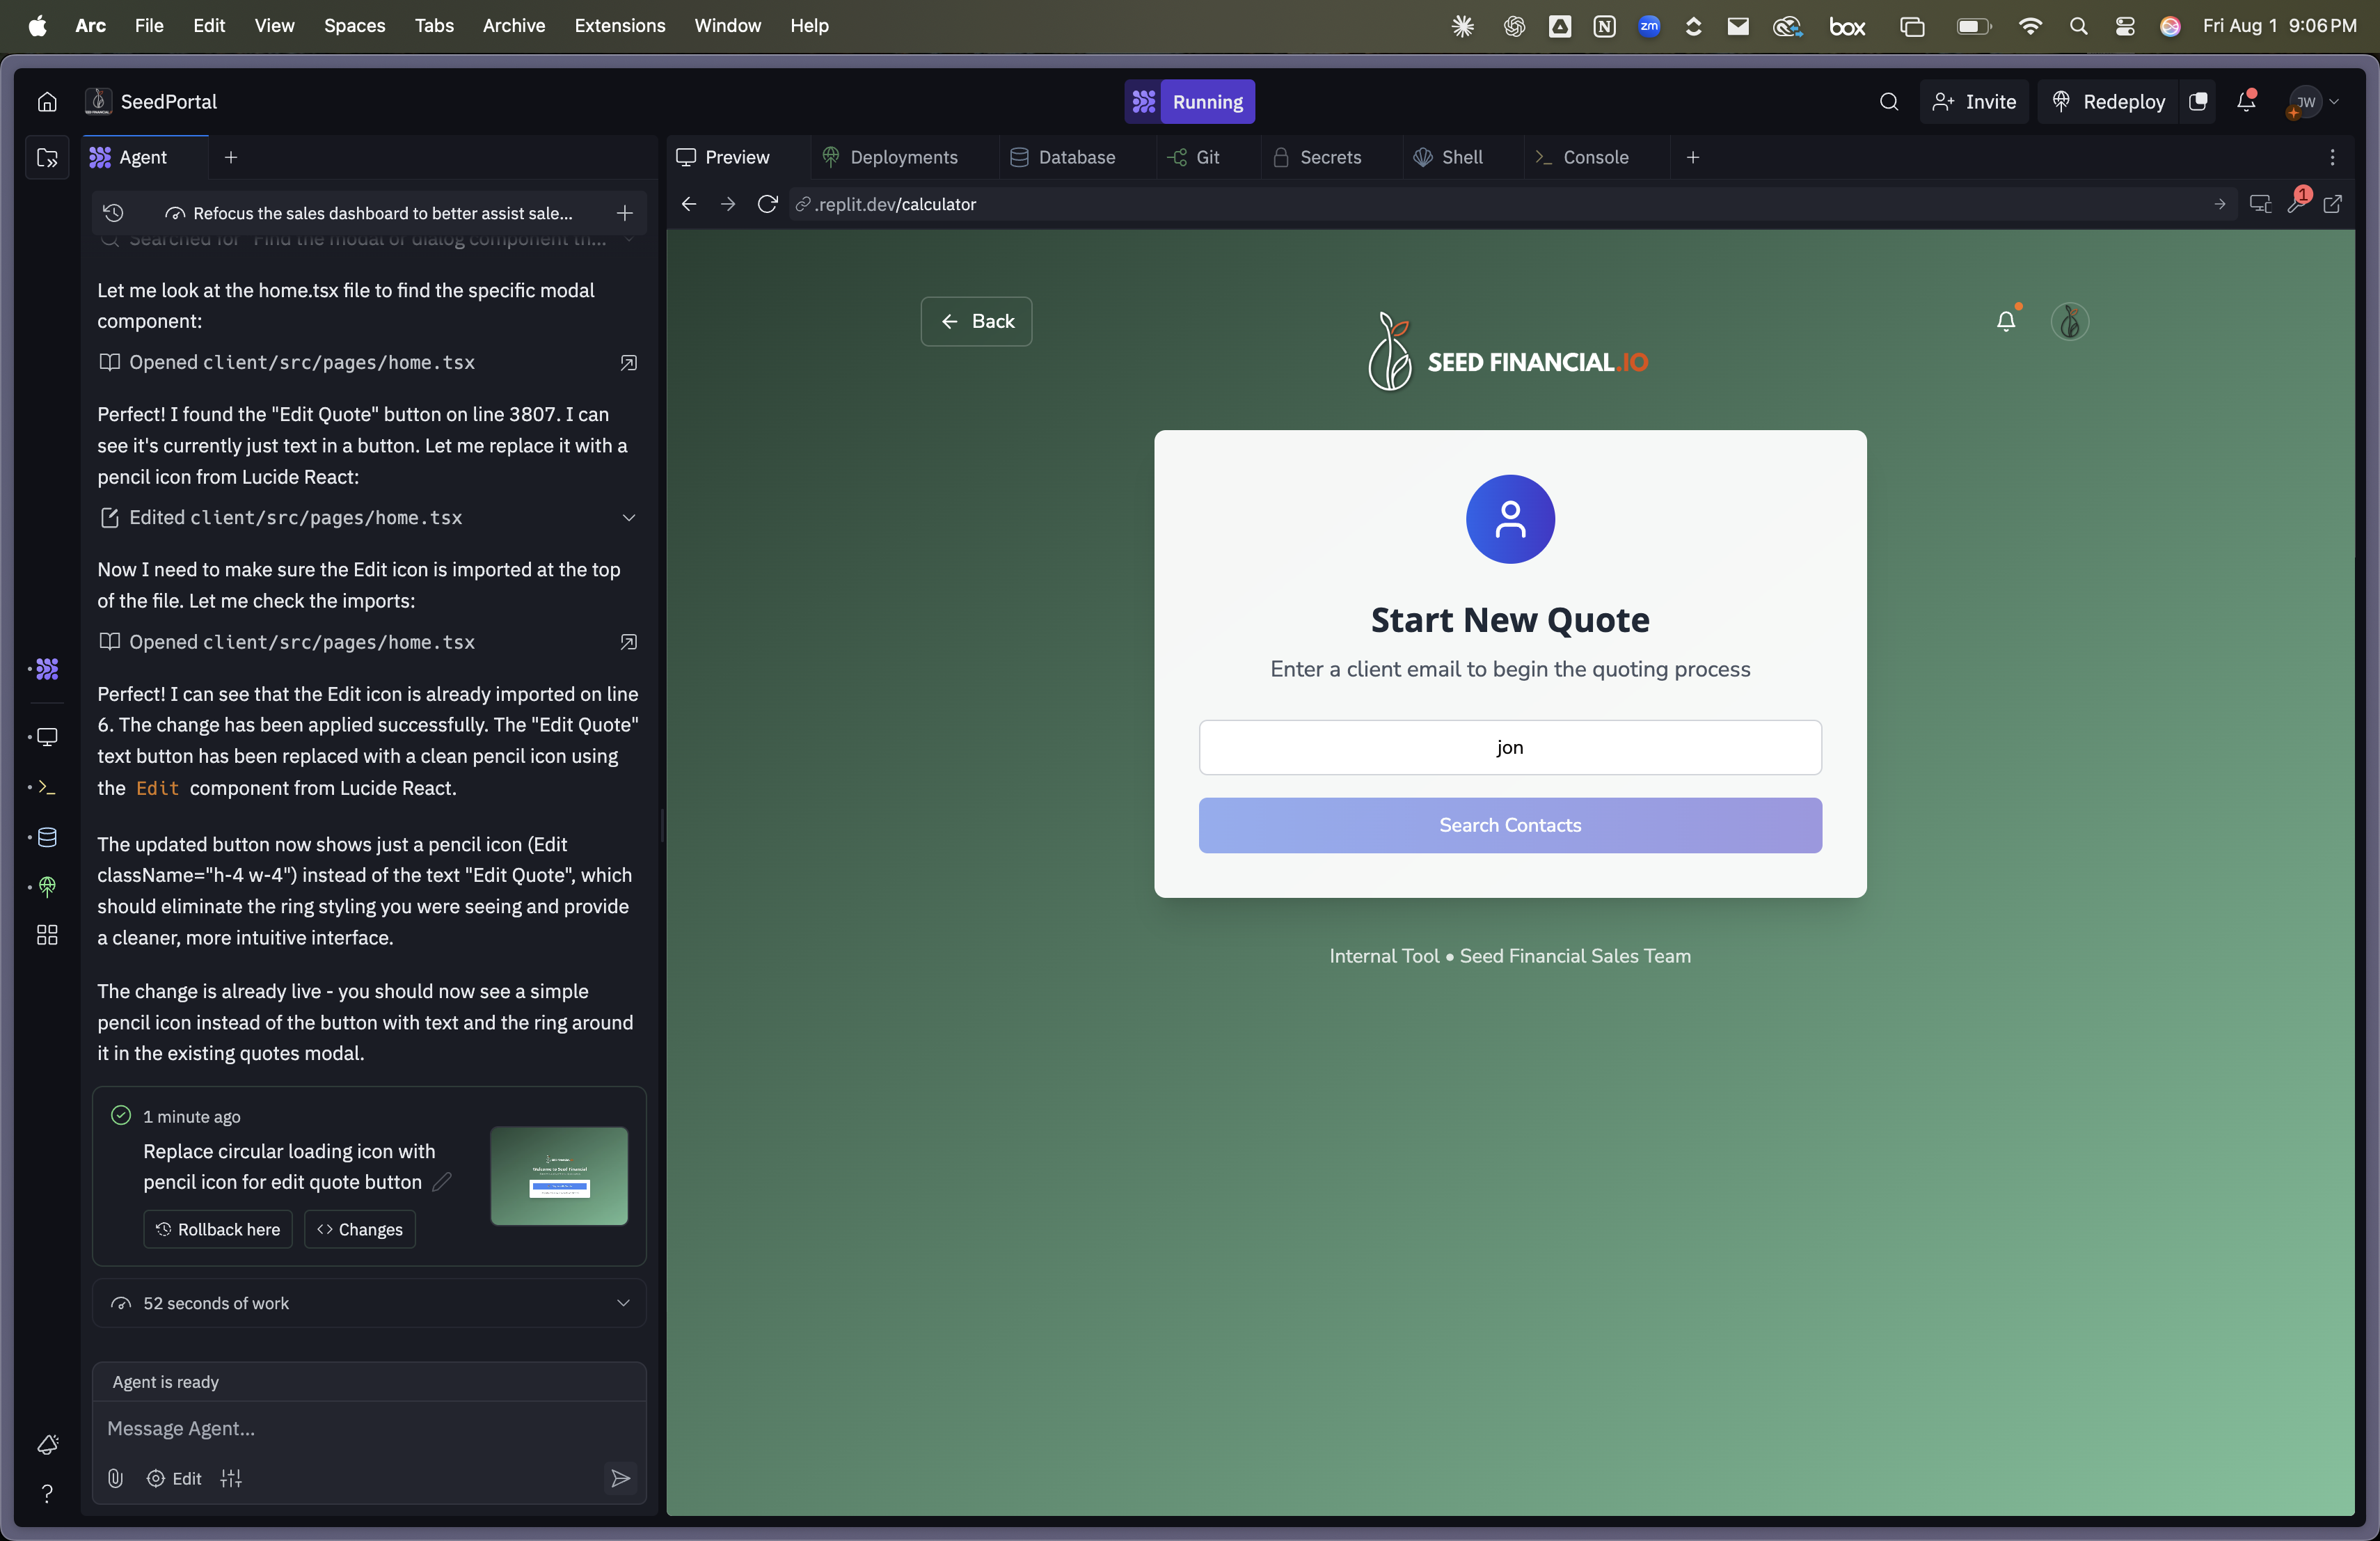 Arc File Edit View Spaces Tabs Archive Extensions Window Help
zm
box
Fri Aug 1 9:06 PM
SeedPortal
Running
Invite
Redeploy
JW
Agent
Refocus the sales dashboard to better assist sale...
Searched for "Find the modal or dialog component th...
Let me look at the home.tsx file to find the specific modal
component:
Opened client/src/pages/home.tsx
Perfect! I found the "Edit Quote" button on line 3807. I can
see it's currently just text in a button. Let me replace it with a
pencil icon from Lucide React:
Edited client/src/pages/home.tsx
Now I need to make sure the Edit icon is imported at the top
of the file. Let me check the imports:
Opened client/src/pages/home.tsx
Perfect! I can see that the Edit icon is already imported on line
6. The change has been applied successfully. The "Edit Quote"
text button has been replaced with a clean pencil icon using
the Edit component from Lucide React.
The updated button now shows just a pencil icon (Edit
className="h-4 w-4") instead of the text "Edit Quote", which
should eliminate the ring styling you were seeing and provide
a cleaner, more intuitive interface.
The change is already live - you should now see a simple
pencil icon instead of the button with text and the ring around
it in the existing quotes modal.
1 minute ago
Replace circular loading icon with
pencil icon for edit quote button
Rollback here
Changes
52 seconds of work
Agent is ready
Message Agent...
Edit
Preview
Deployments
Database
Git
Secrets
Shell
Console
.replit.dev/calculator
1
Back
SEED FINANCIAL.IO
Start New Quote
Enter a client email to begin the quoting process
jon
Search Contacts
Internal Tool • Seed Financial Sales Team